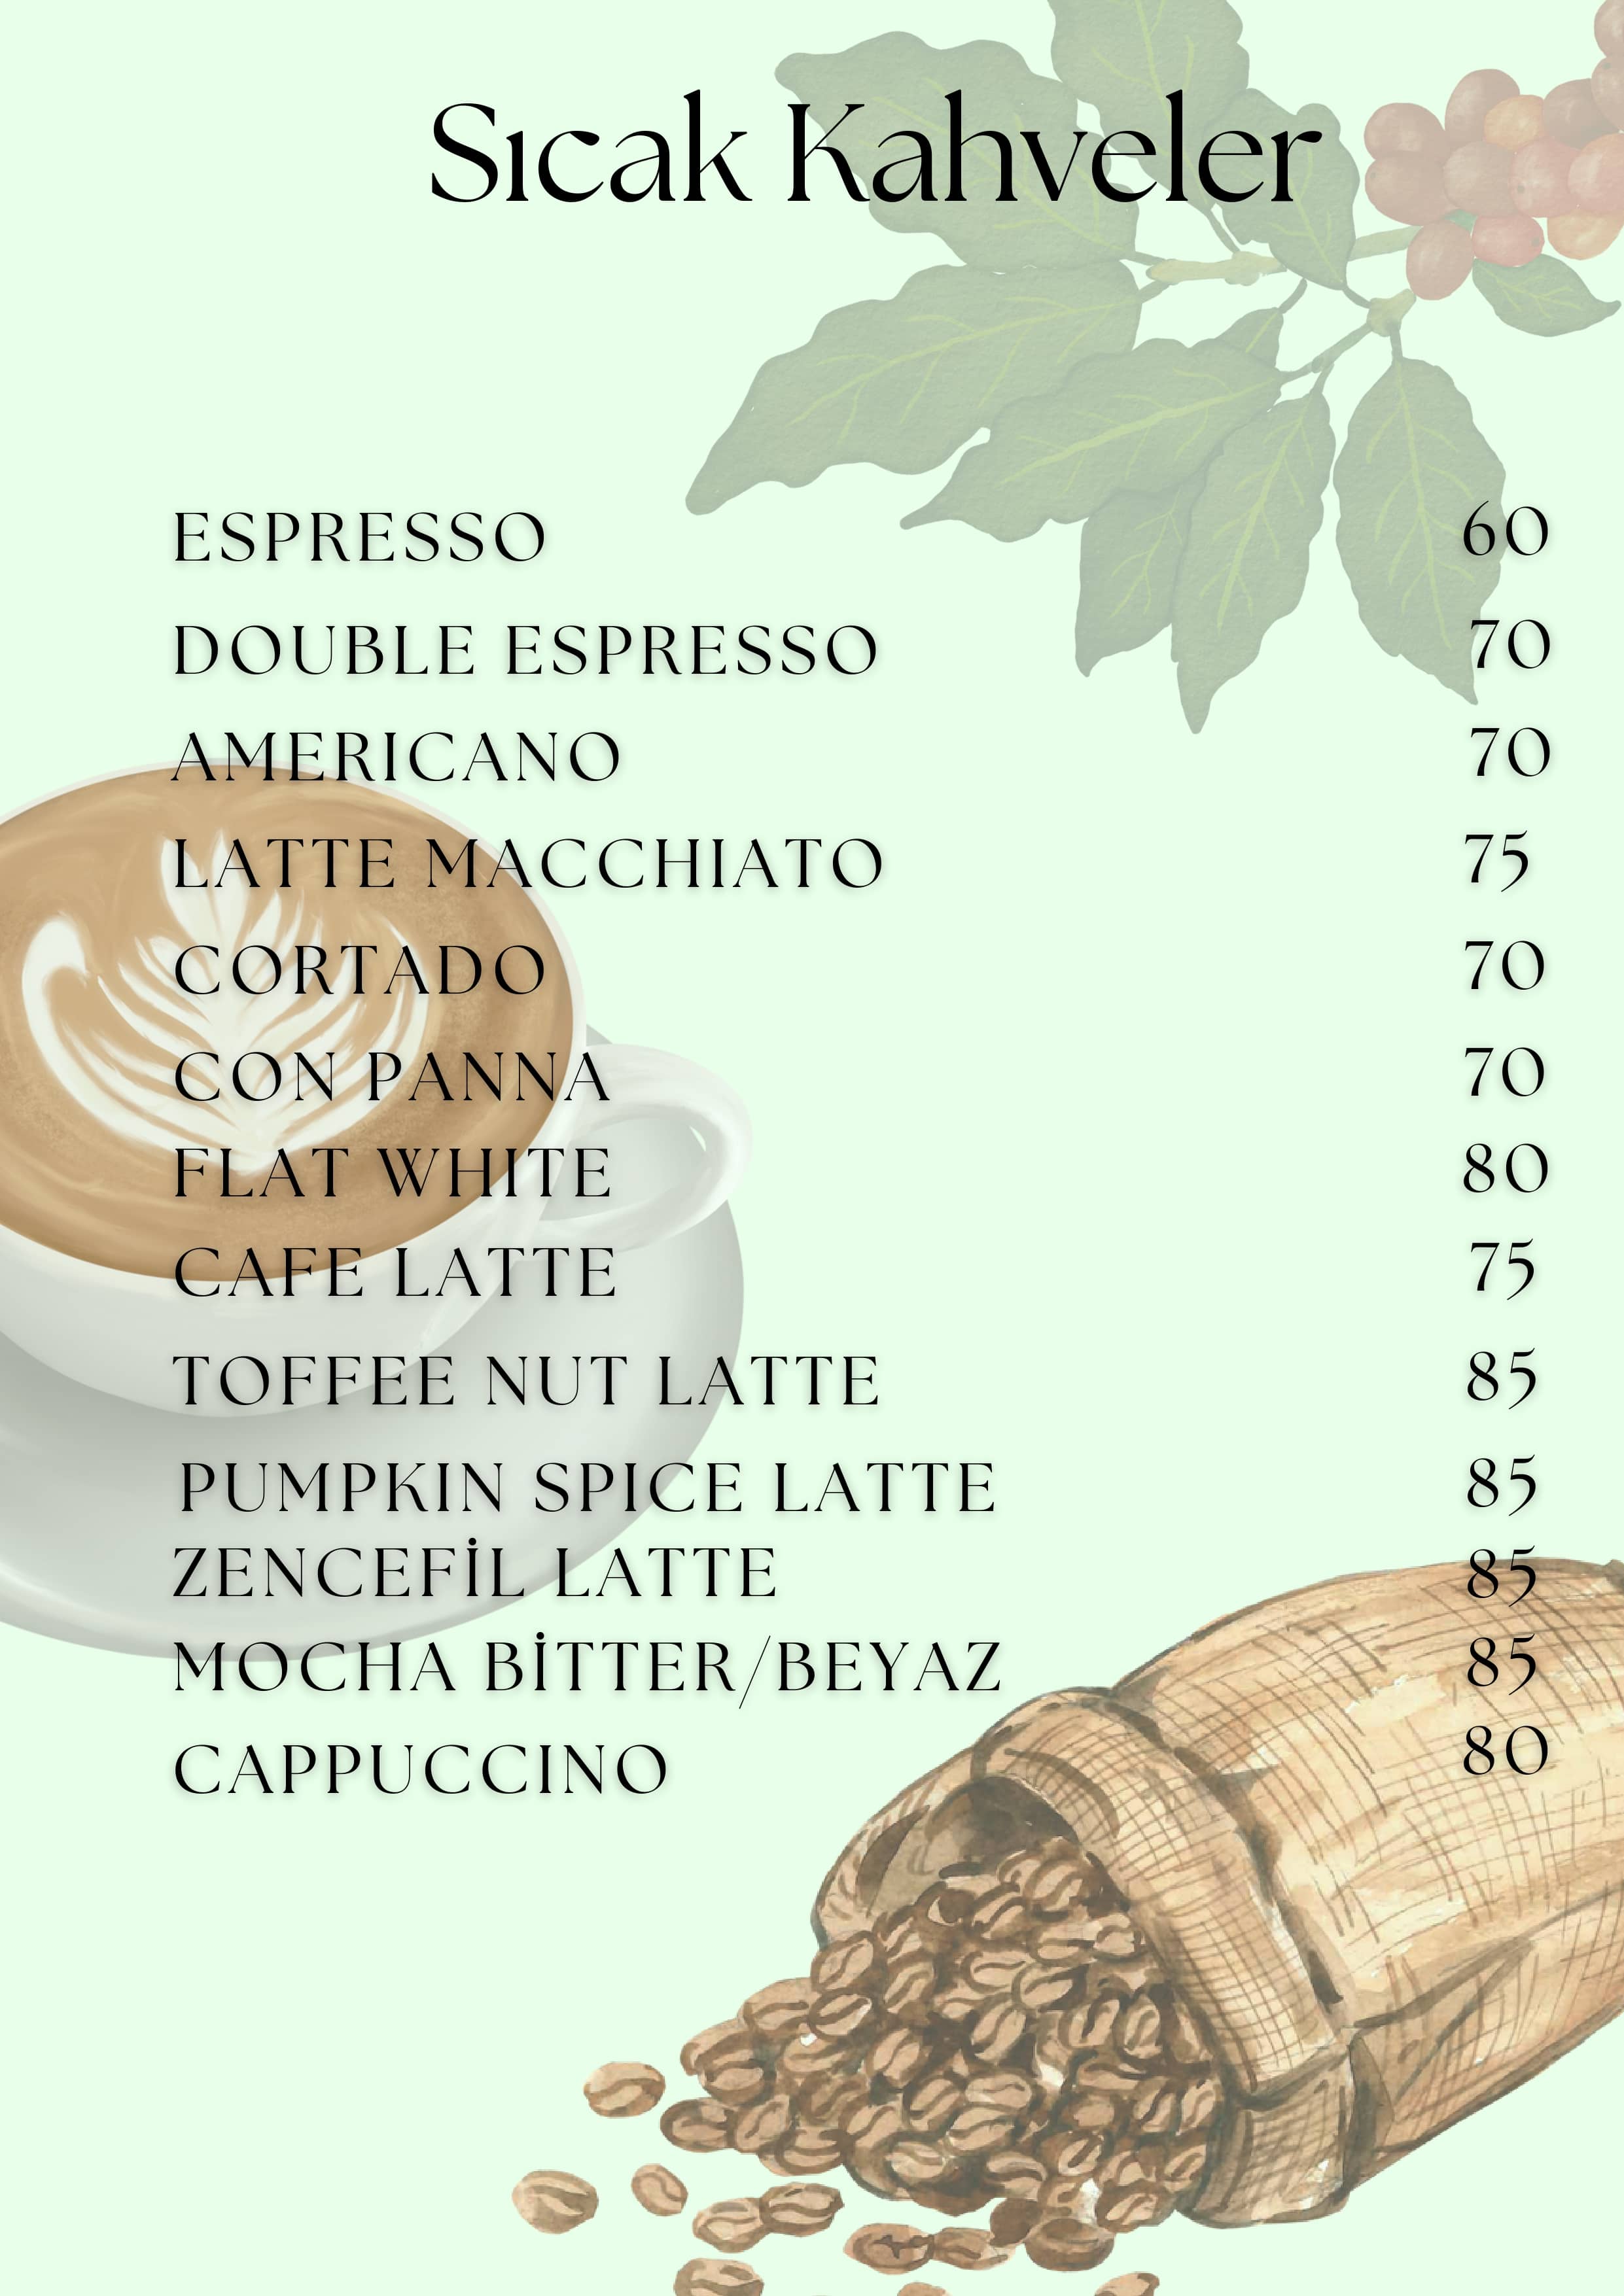 Sıcak Kahveler
ESPRESSO 60
DOUBLE ESPRESSO 70
AMERICANO 70
LATTE MACCHIATO 75
CORTADO 70
CON PANNA 70
FLAT WHITE 80
CAFE LATTE 75
TOFFEE NUT LATTE 85
PUMPKIN SPICE LATTE 85
ZENCEFİL LATTE 85
MOCHA BİTTER/BEYAZ 85
CAPPUCCINO 80